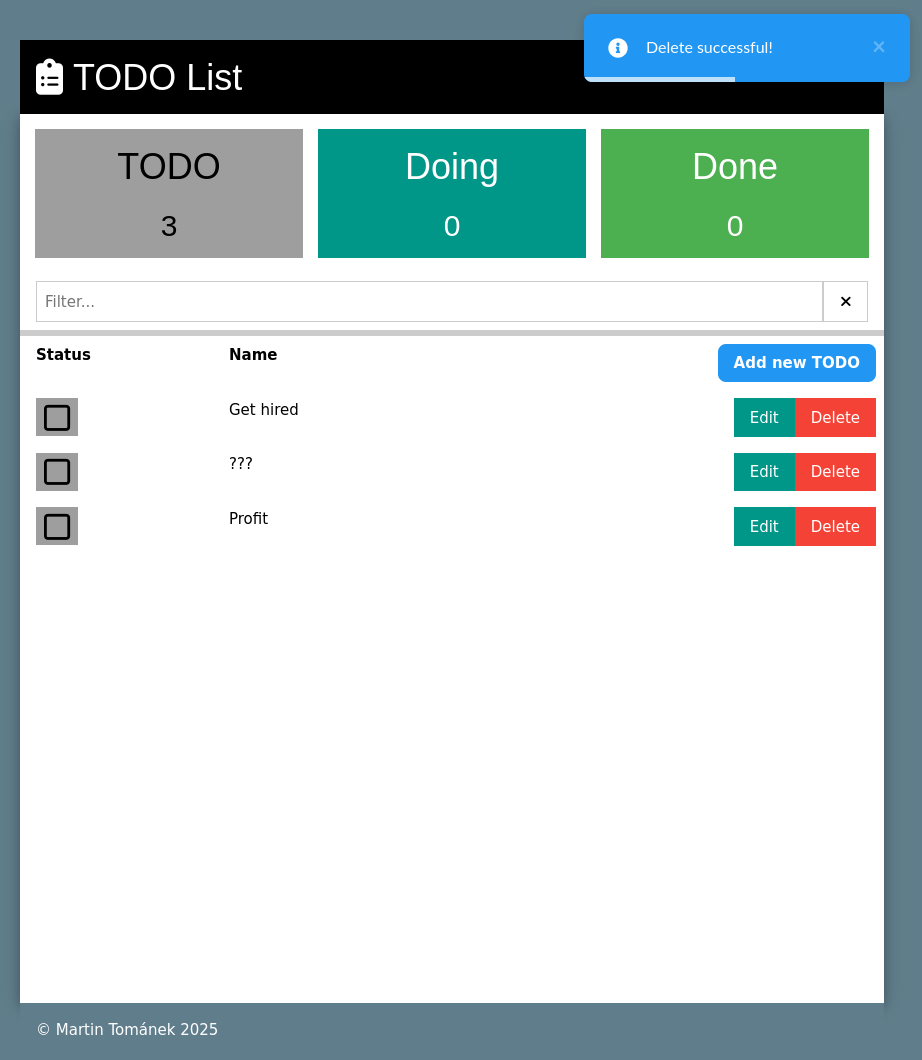 Delete successful! ×
TODO List
TODO Doing Done
3 0 0
Filter... ×
Status Name Add new TODO
Get hired Edit Delete
??? Edit Delete
Profit Edit Delete
© Martin Tománek 2025